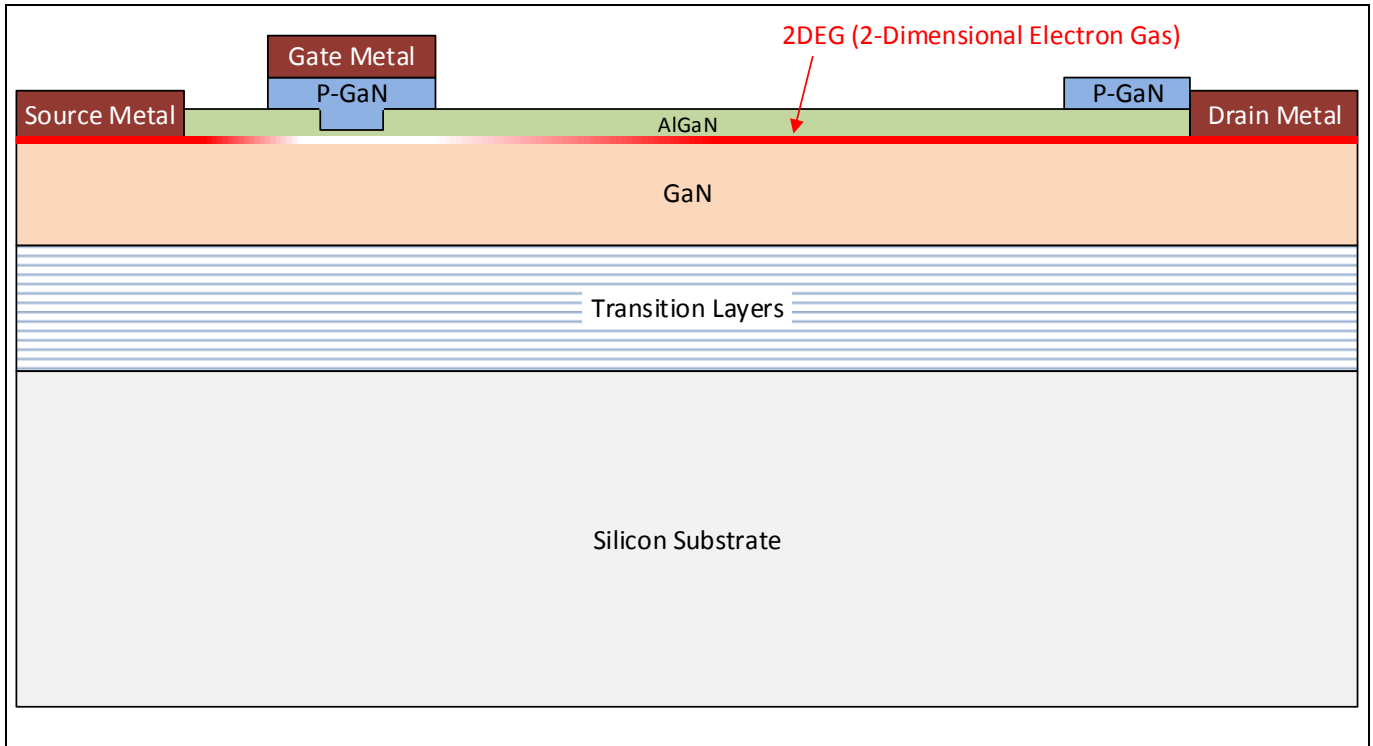 2DEG (2-Dimensional Electron Gas)
Gate Metal
P-GaN
P-GaN
Source Metal
AlGaN
Drain Metal
GaN
Transition Layers
Silicon Substrate